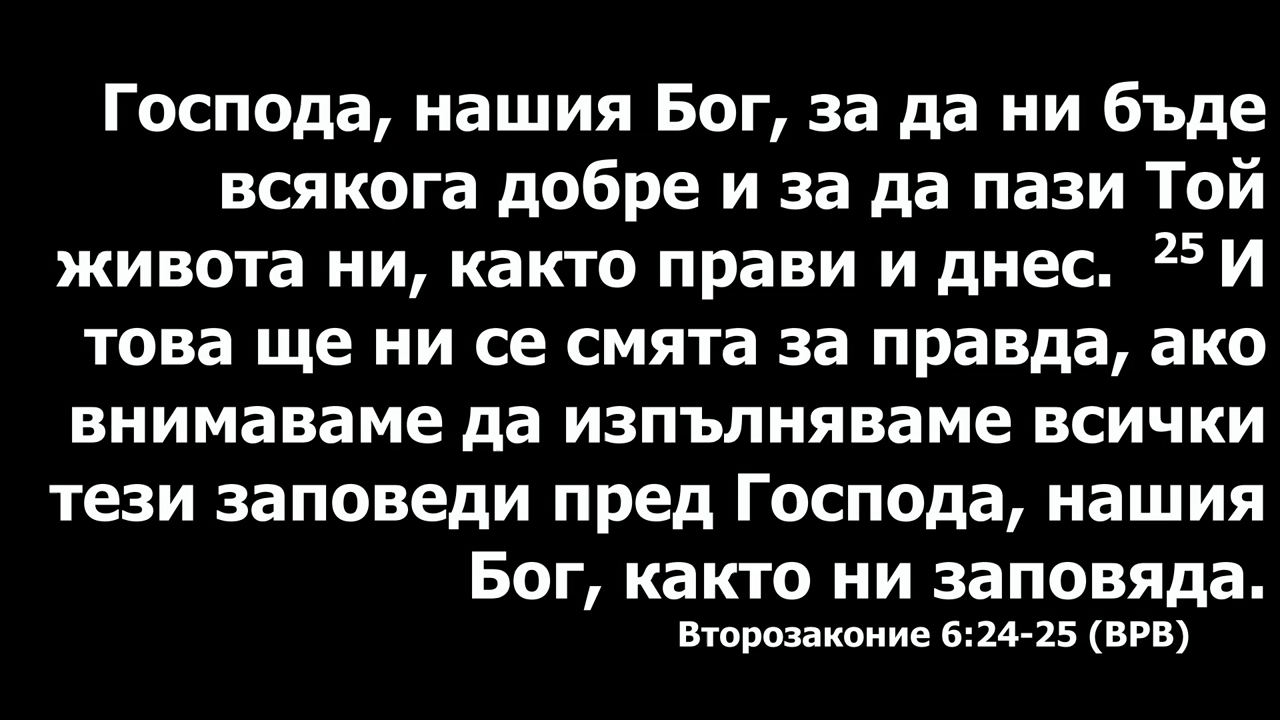 Господа, нашия Бог, за да ни бъде
всякога добре и за да пази Той
живота ни, както прави и днес. 25 И
това ще ни се смята за правда, ако
внимаваме да изпълняваме всички
тези заповеди пред Господа, нашия
Бог, както ни заповяда.
Второзаконие 6:24-25 (ВРВ)